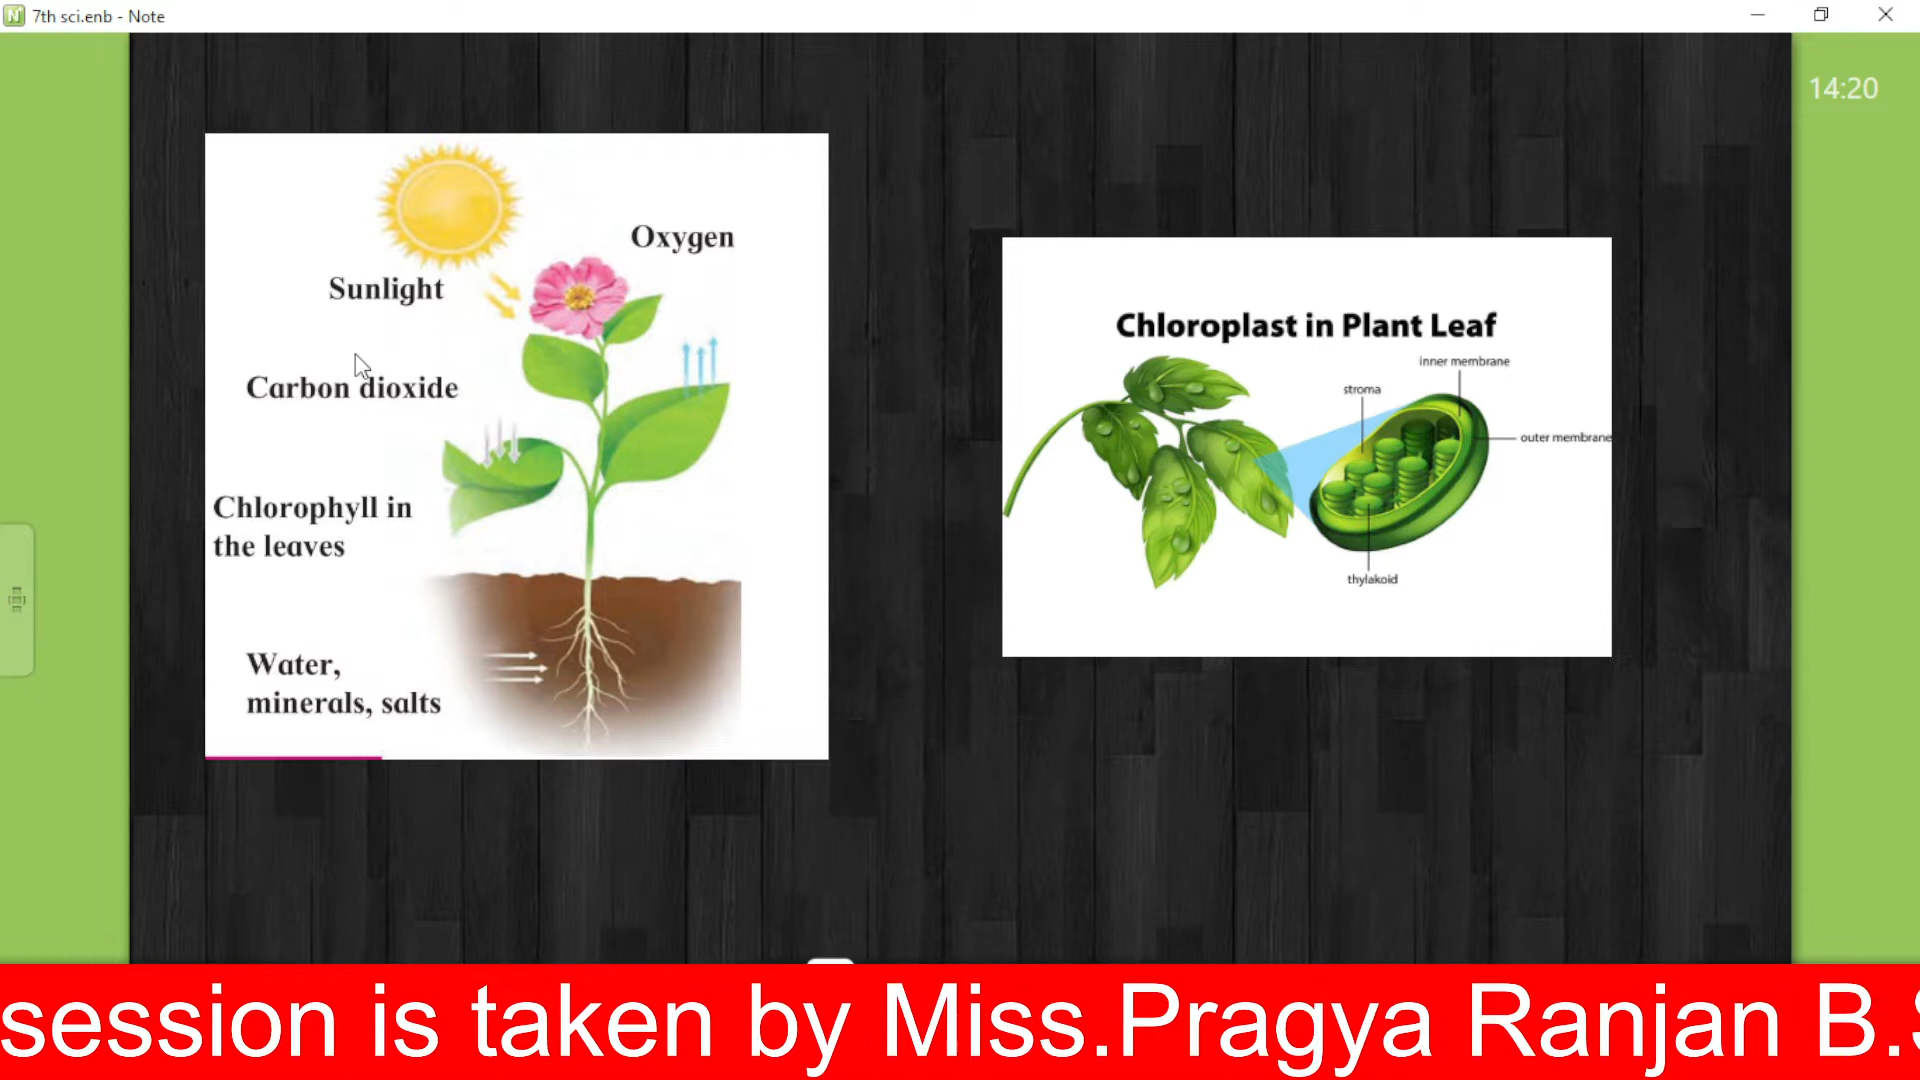 7th sci.enb - Note
14:20
Oxygen
Sunlight
Carbon dioxide
Chlorophyll in
the leaves
Water,
minerals, salts
Chloroplast in Plant Leaf
inner membrane
stroma
outer membrane
thylakoid
session is taken by Miss.Pragya Ranjan B.S